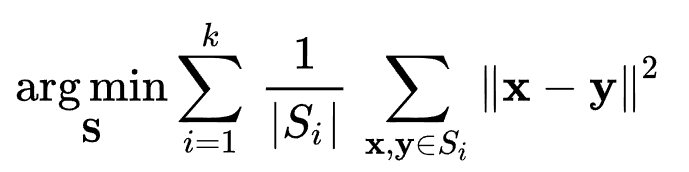 arg min_𝐒 ∑_{i=1}^{k} 1/|S_i| ∑_{𝐱,𝐲∈S_i} ‖𝐱 − 𝐲‖²